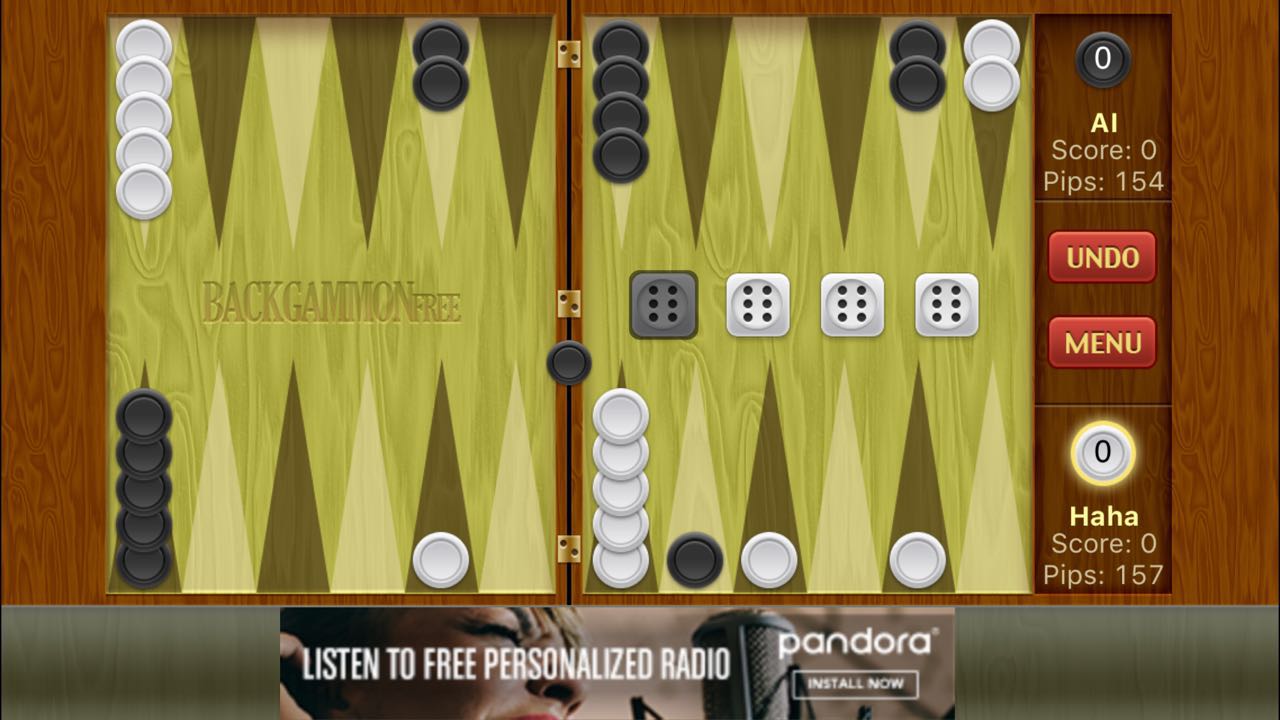 0
AI
Score: 0
Pips: 154
UNDO
BACKGAMMONFREE
MENU
0
Haha
Score: 0
Pips: 157
LISTEN TO FREE PERSONALIZED RADIO
pandora®
INSTALL NOW